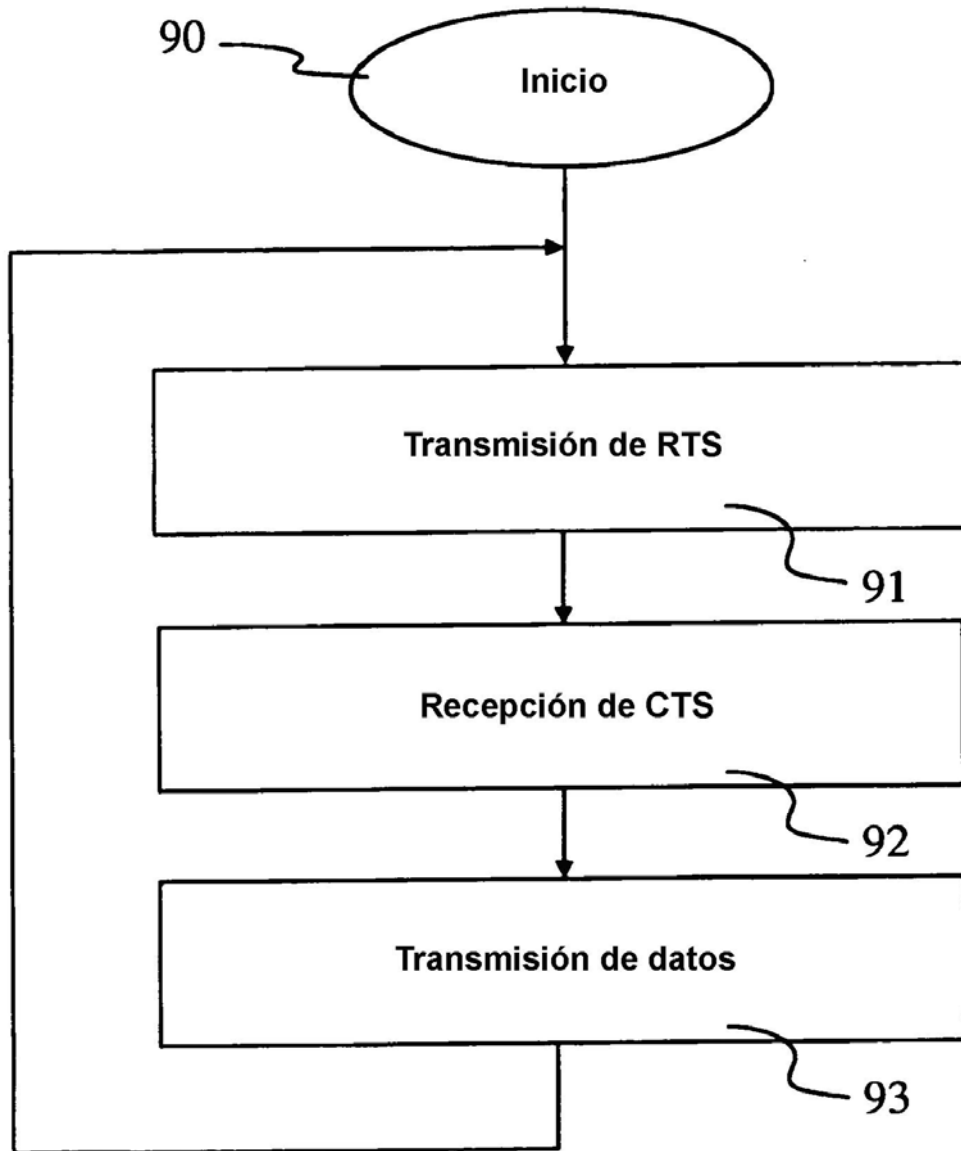 90
Inicio
Transmisión de RTS
91
Recepción de CTS
92
Transmisión de datos
93